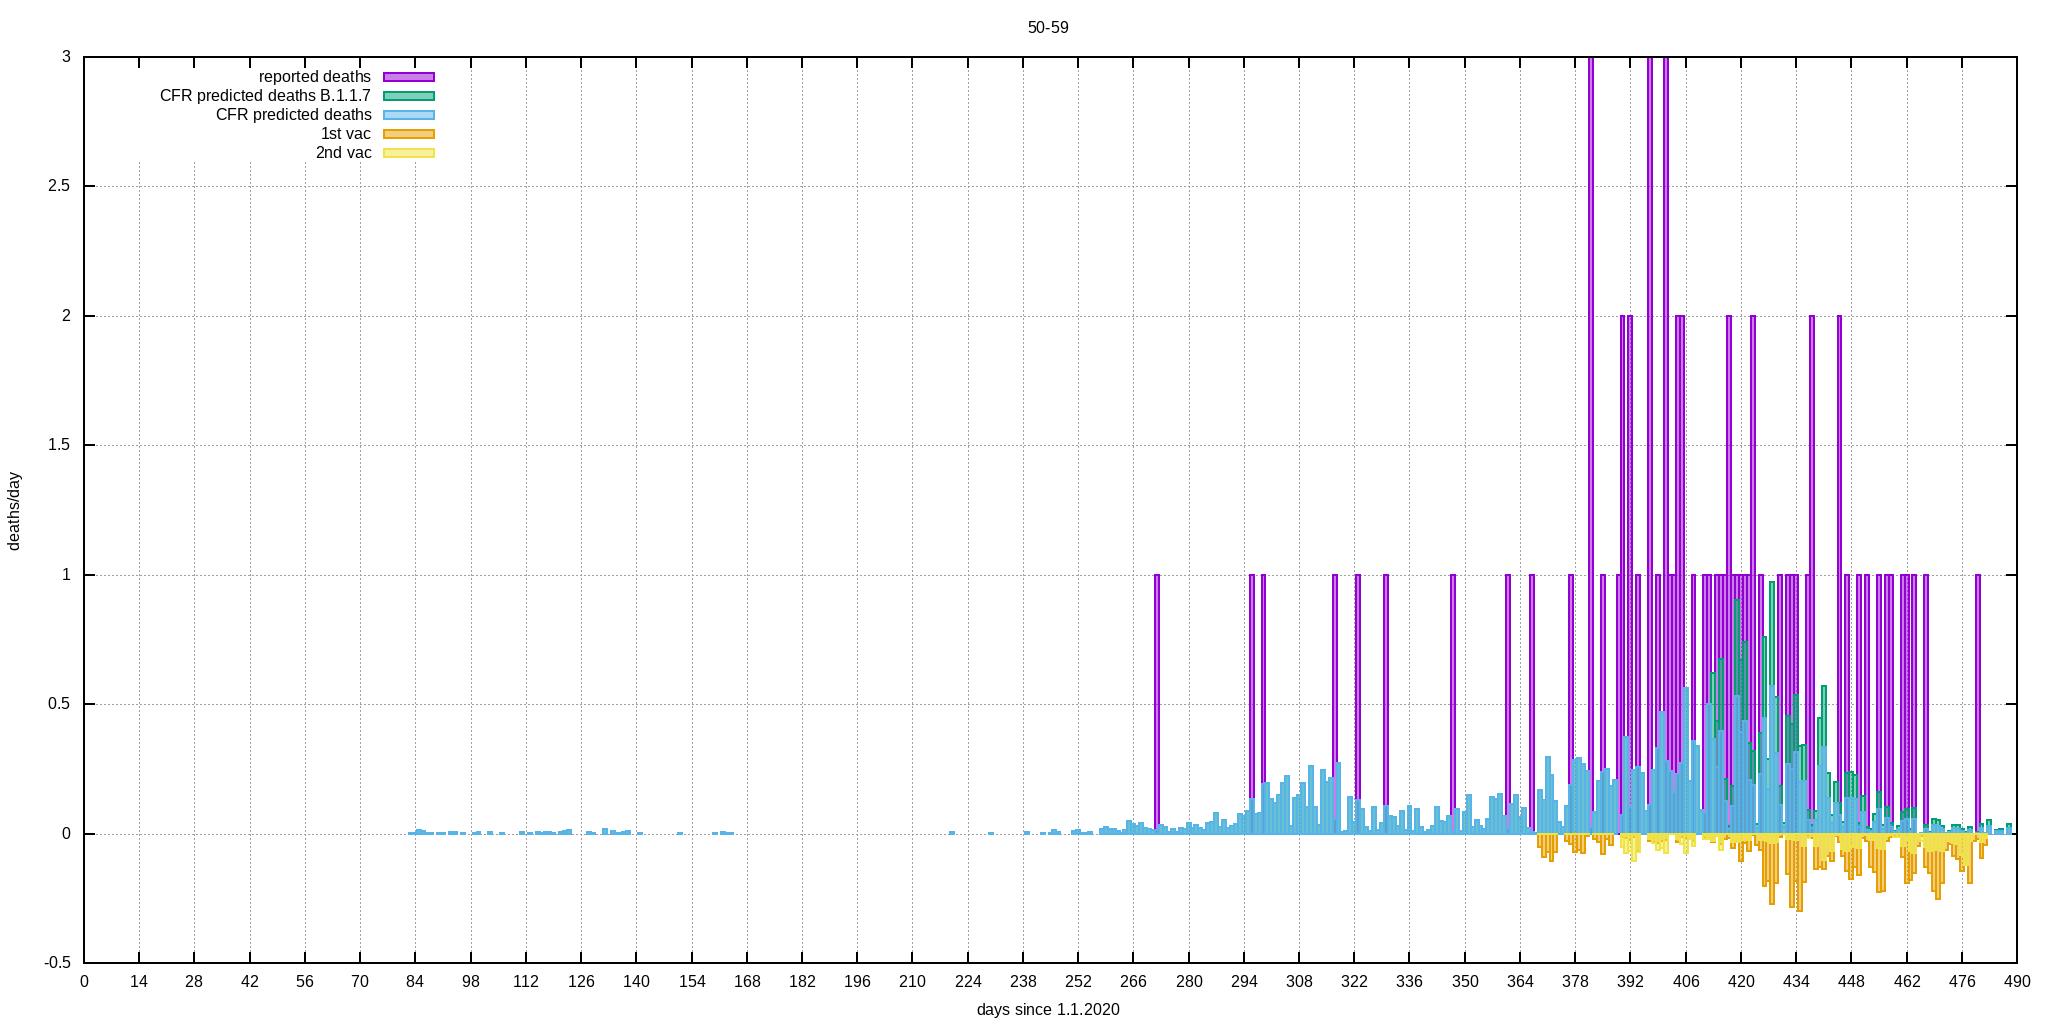 50-59
reported deaths
CFR predicted deaths B.1.1.7
CFR predicted deaths
1st vac
2nd vac
3
2.5
2
1.5
1
0.5
0
-0.5
deaths/day
0 14 28 42 56 70 84 98 112 126 140 154 168 182 196 210 224 238 252 266 280 294 308 322 336 350 364 378 392 406 420 434 448 462 476 490
days since 1.1.2020